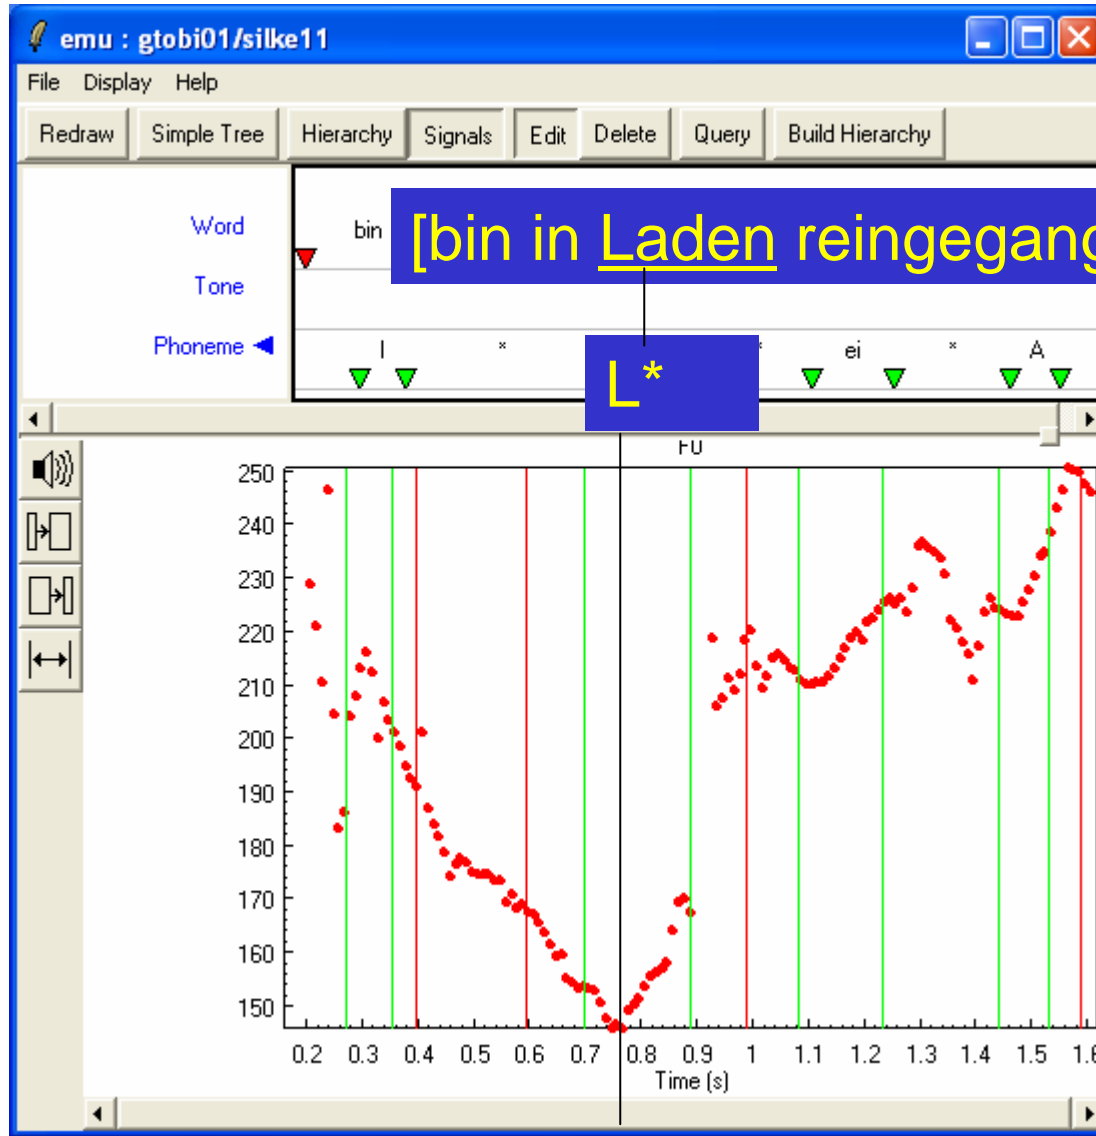 emu : gtobi01/silke11
File Display Help
Redraw Simple Tree Hierarchy Signals Edit Delete Query Build Hierarchy
Word bin [bin in Laden reingegang
Tone
Phoneme I * ei * A
L*
F0
250
240
230
220
210
200
190
180
170
160
150
0.2 0.3 0.4 0.5 0.6 0.7 0.8 0.9 1 1.1 1.2 1.3 1.4 1.5 1.6
Time (s)